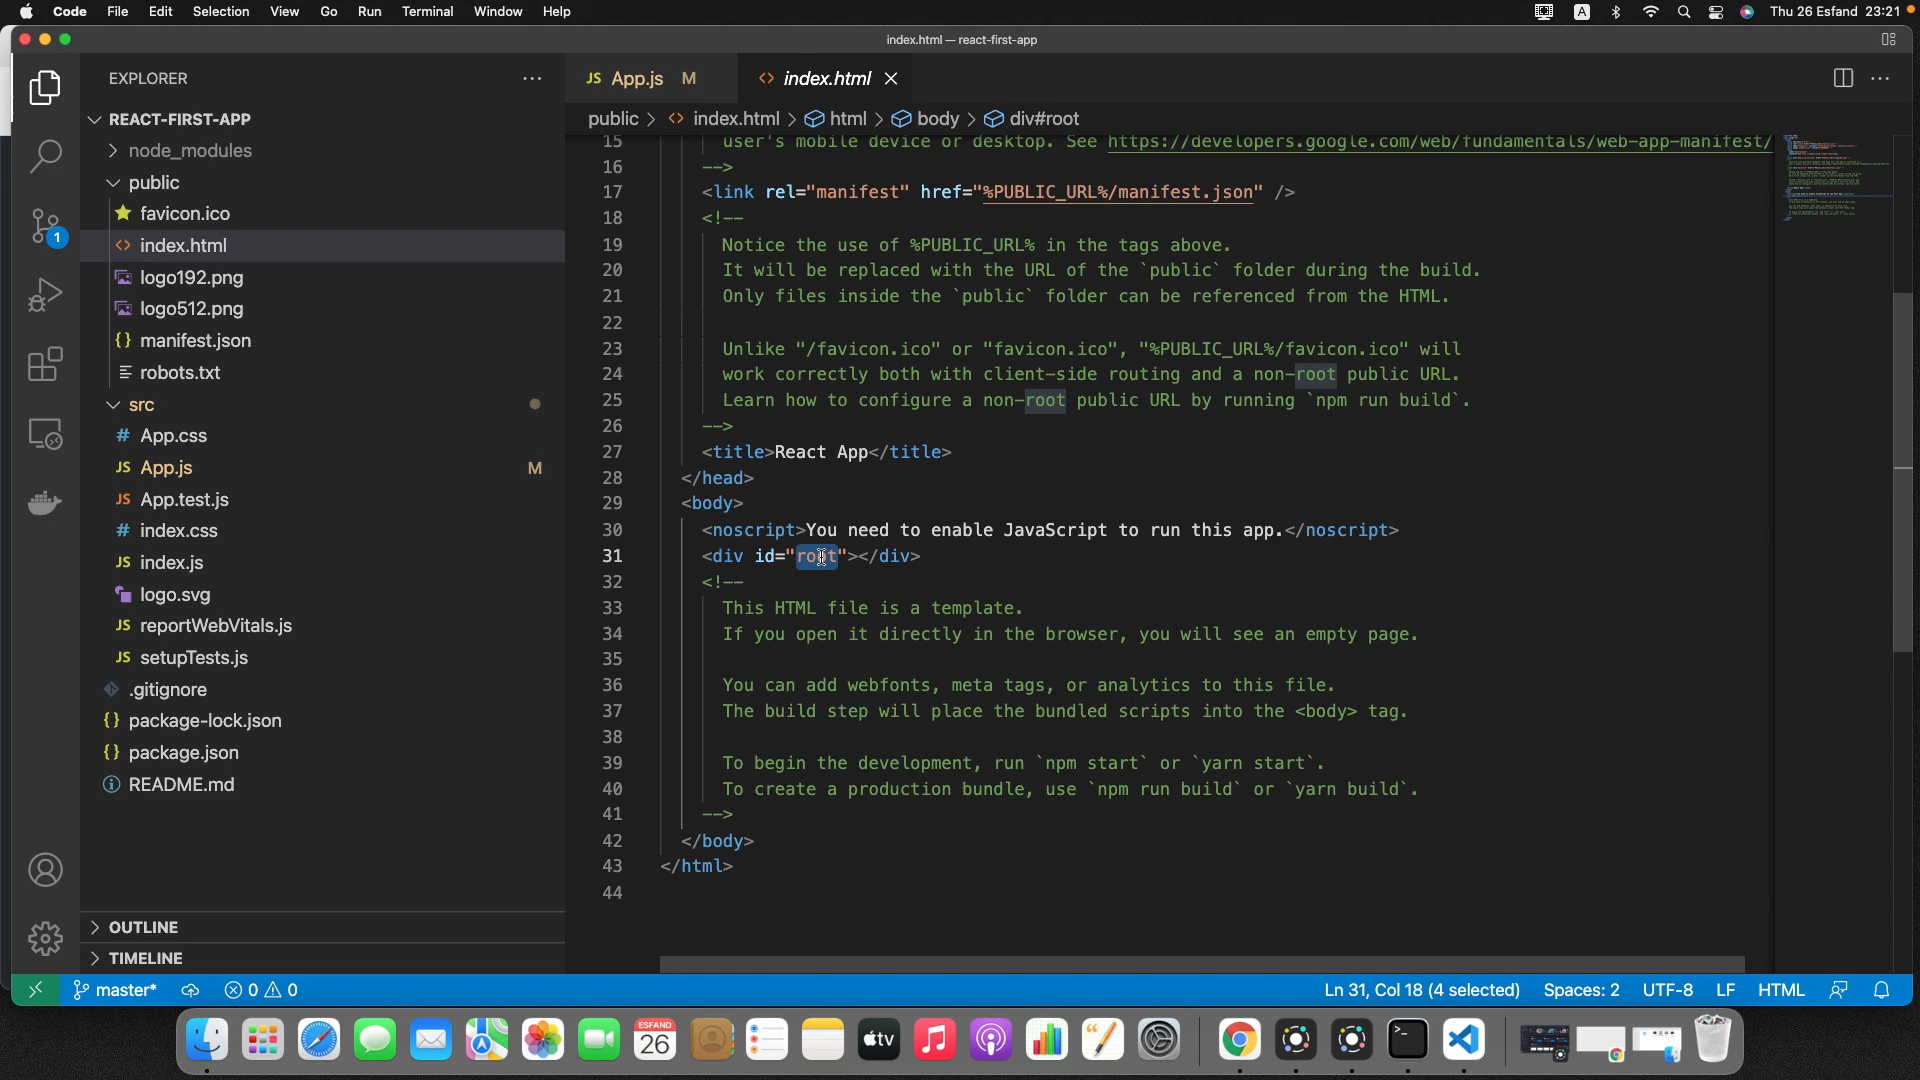 Code File Edit Selection View Go Run Terminal Window Help A Thu 26 Esfand 23:21
index.html — react-first-app
EXPLORER
REACT-FIRST-APP
node_modules
public
favicon.ico
<> index.html
logo192.png
logo512.png
{} manifest.json
robots.txt
src
# App.css
JS App.js M
JS App.test.js
# index.css
JS index.js
logo.svg
JS reportWebVitals.js
JS setupTests.js
.gitignore
{} package-lock.json
{} package.json
README.md
OUTLINE
TIMELINE
1
JS App.js M <> index.html
public > <> index.html > html > body > div#root
15 user's mobile device or desktop. See https://developers.google.com/web/fundamentals/web-app-manifest/
16 -->
17 <link rel="manifest" href="%PUBLIC_URL%/manifest.json" />
18 <!--
19 Notice the use of %PUBLIC_URL% in the tags above.
20 It will be replaced with the URL of the `public` folder during the build.
21 Only files inside the `public` folder can be referenced from the HTML.
22
23 Unlike "/favicon.ico" or "favicon.ico", "%PUBLIC_URL%/favicon.ico" will
24 work correctly both with client-side routing and a non-root public URL.
25 Learn how to configure a non-root public URL by running `npm run build`.
26 -->
27 <title>React App</title>
28 </head>
29 <body>
30 <noscript>You need to enable JavaScript to run this app.</noscript>
31 <div id="root"></div>
32 <!--
33 This HTML file is a template.
34 If you open it directly in the browser, you will see an empty page.
35
36 You can add webfonts, meta tags, or analytics to this file.
37 The build step will place the bundled scripts into the <body> tag.
38
39 To begin the development, run `npm start` or `yarn start`.
40 To create a production bundle, use `npm run build` or `yarn build`.
41 -->
42 </body>
43 </html>
44
master* 0 0 Ln 31, Col 18 (4 selected) Spaces: 2 UTF-8 LF HTML
ESFAND
26
tv